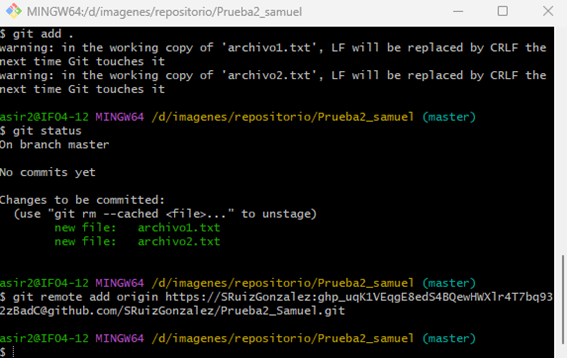 MINGW64:/d/imagenes/repositorio/Prueba2_samuel
$ git add .
warning: in the working copy of 'archivo1.txt', LF will be replaced by CRLF the
next time Git touches it
warning: in the working copy of 'archivo2.txt', LF will be replaced by CRLF the
next time Git touches it
asir2@IF04-12 MINGW64 /d/imagenes/repositorio/Prueba2_samuel (master)
$ git status
On branch master
No commits yet
Changes to be committed:
(use "git rm --cached <file>..." to unstage)
new file: archivo1.txt
new file: archivo2.txt
asir2@IF04-12 MINGW64 /d/imagenes/repositorio/Prueba2_samuel (master)
$ git remote add origin https://SRuizGonzalez:
@github.com/SRuizGonzalez/Prueba2_Samuel.git
asir2@IF04-12 MINGW64 /d/imagenes/repositorio/Prueba2_samuel (master)
$